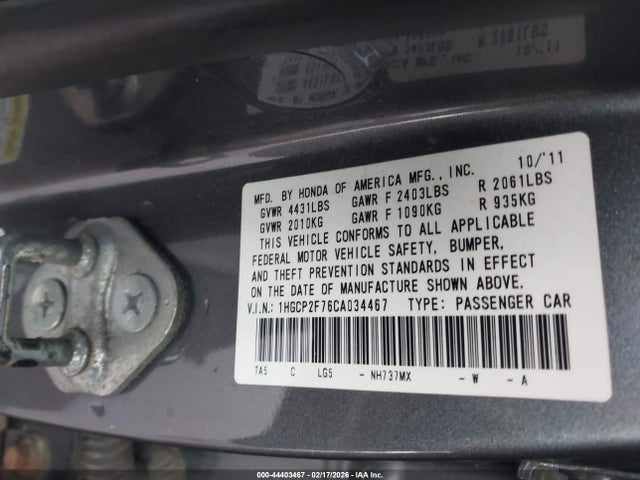 MFD. BY HONDA OF AMERICA MFG., INC. 10/'11
GVWR 4431LBS GAWR F 2403LBS R 2061LBS
GVWR 2010KG GAWR F 1090KG R 935KG
THIS VEHICLE CONFORMS TO ALL APPLICABLE
FEDERAL MOTOR VEHICLE SAFETY, BUMPER,
AND THEFT PREVENTION STANDARDS IN EFFECT
ON THE DATE OF MANUFACTURE SHOWN ABOVE.
V.I.N.: 1HGCP2F76CA034467 TYPE: PASSENGER CAR
TA5 C LG5 - NH737MX - W - A
000-44403467 | 02/17/2026 - IAA Inc.